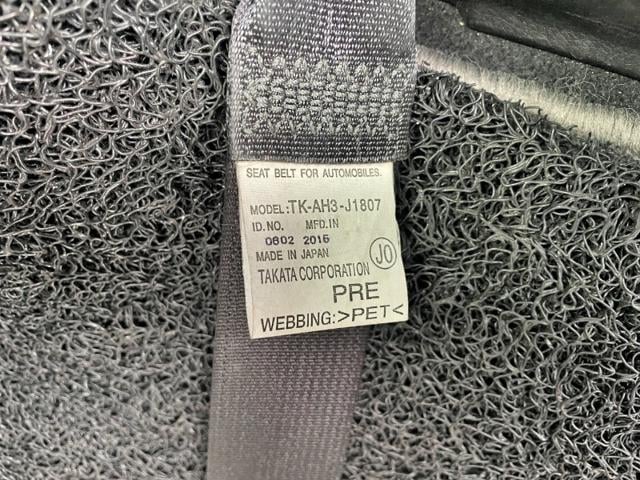 SEAT BELT FOR AUTOMOBILES.
MODEL:TK-AH3-J1807
ID.NO. MFD.IN
0602 2015
MADE IN JAPAN JO
TAKATA CORPORATION
PRE
WEBBING:>PET<